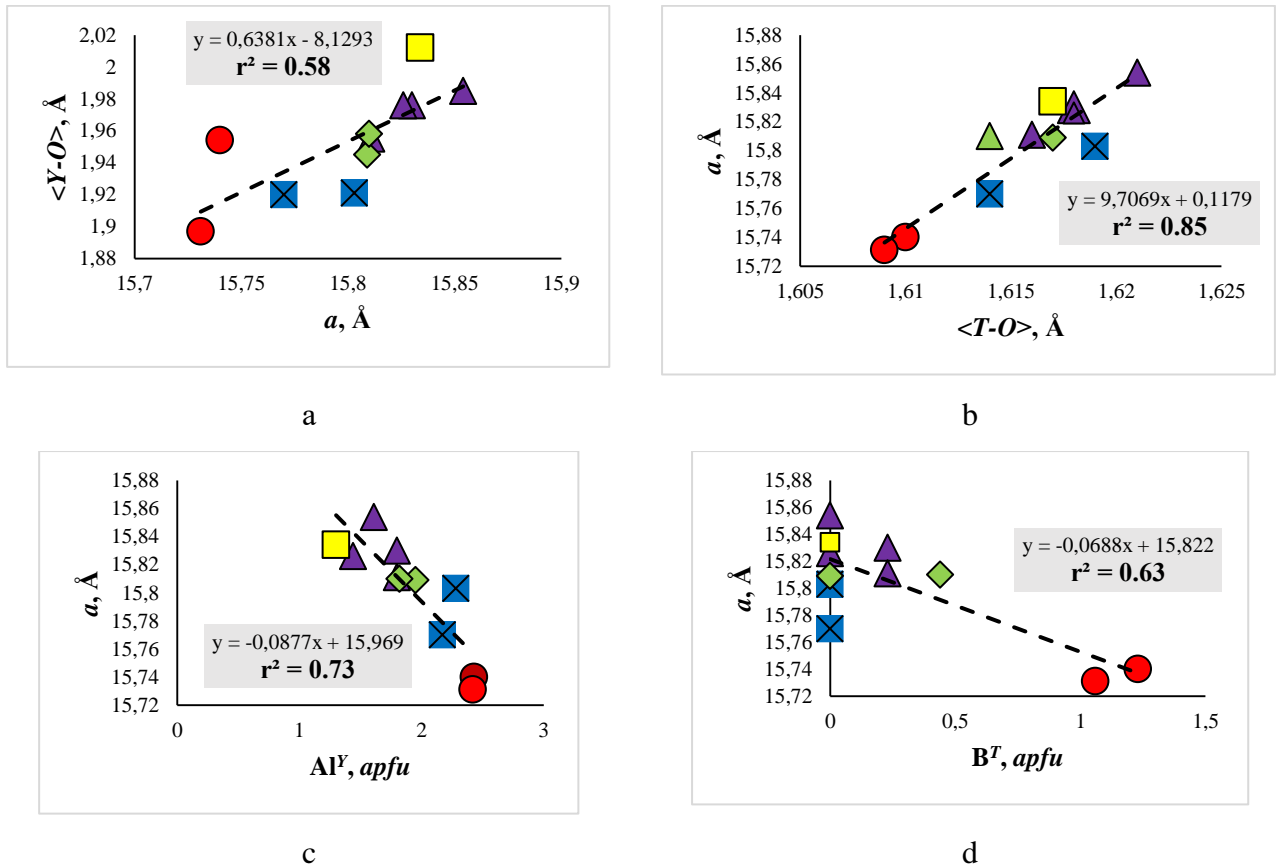 2,02
2
1,98
1,96
1,94
1,92
1,9
1,88
<Y-O>, Å
y = 0,6381x - 8,1293
r² = 0.58
15,7
15,75
15,8
15,85
15,9
a, Å
a
15,88
15,86
15,84
15,82
15,8
15,78
15,76
15,74
15,72
a, Å
y = 9,7069x + 0,1179
r² = 0.85
1,605
1,61
1,615
1,62
1,625
<T-O>, Å
b
15,88
15,86
15,84
15,82
15,8
15,78
15,76
15,74
15,72
a, Å
y = -0,0877x + 15,969
r² = 0.73
0
1
2
3
Alʸ, apfu
c
15,88
15,86
15,84
15,82
15,8
15,78
15,76
15,74
15,72
a, Å
y = -0,0688x + 15,822
r² = 0.63
0
0,5
1
1,5
Bᵀ, apfu
d